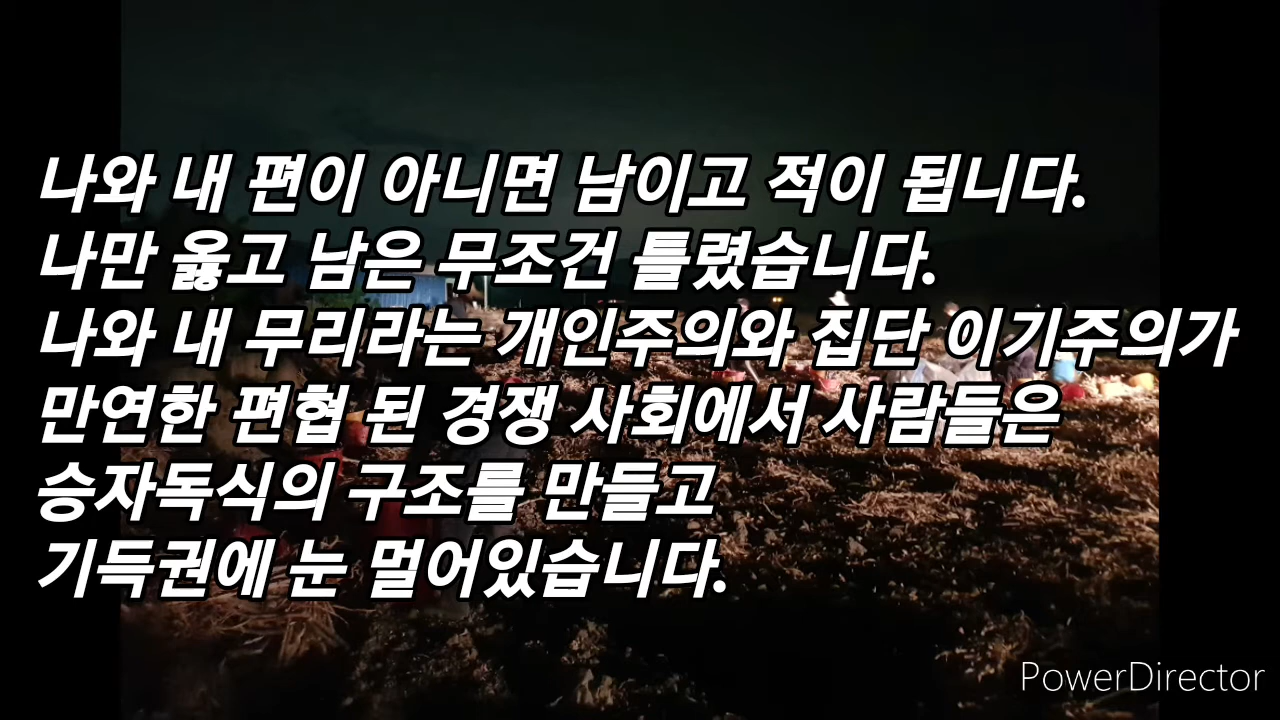 나와 내 편이 아니면 남이고 적이 됩니다.
나만 옳고 남은 무조건 틀렸습니다.
나와 내 무리라는 개인주의와 집단 이기주의가
만연한 편협 된 경쟁 사회에서 사람들은
승자독식의 구조를 만들고
기득권에 눈 멀어있습니다.
PowerDirector